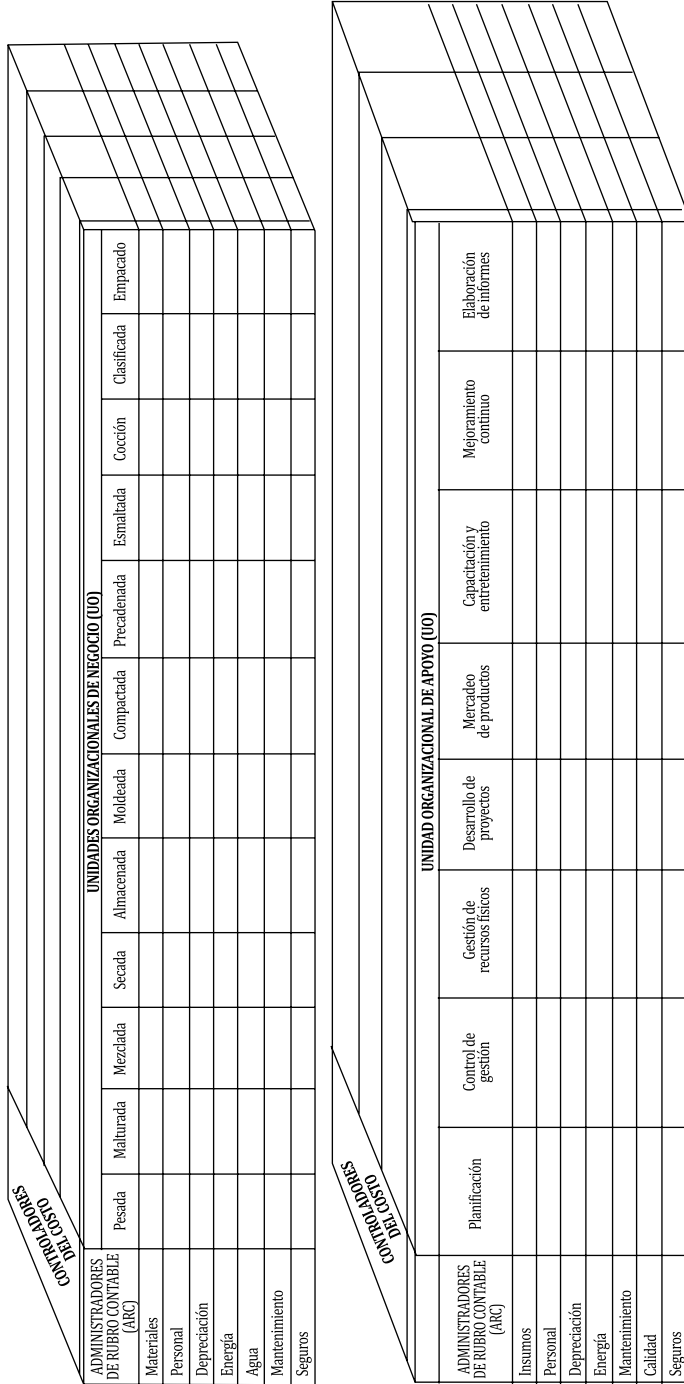 CONTROLADORES
DEL COSTO
UNIDADES ORGANIZACIONALES DE NEGOCIO (UO)
ADMINISTRADORES
DE RUBRO CONTABLE
(ARC)
Pesada
Malturada
Mezclada
Secada
Almacenada
Moldeada
Compactada
Precadenada
Esmaltada
Cocción
Clasificada
Empacado
Materiales
Personal
Depreciación
Energía
Agua
Mantenimiento
Seguros
CONTROLADORES
DEL COSTO
UNIDAD ORGANIZACIONAL DE APOYO (UO)
ADMINISTRADORES
DE RUBRO CONTABLE
(ARC)
Planificación
Control de
gestión
Gestión de
recursos físicos
Desarrollo de
proyectos
Mercadeo
de productos
Capacitación y
entretenimiento
Mejoramiento
continuo
Elaboración
de informes
Insumos
Personal
Depreciación
Energía
Mantenimiento
Calidad
Seguros